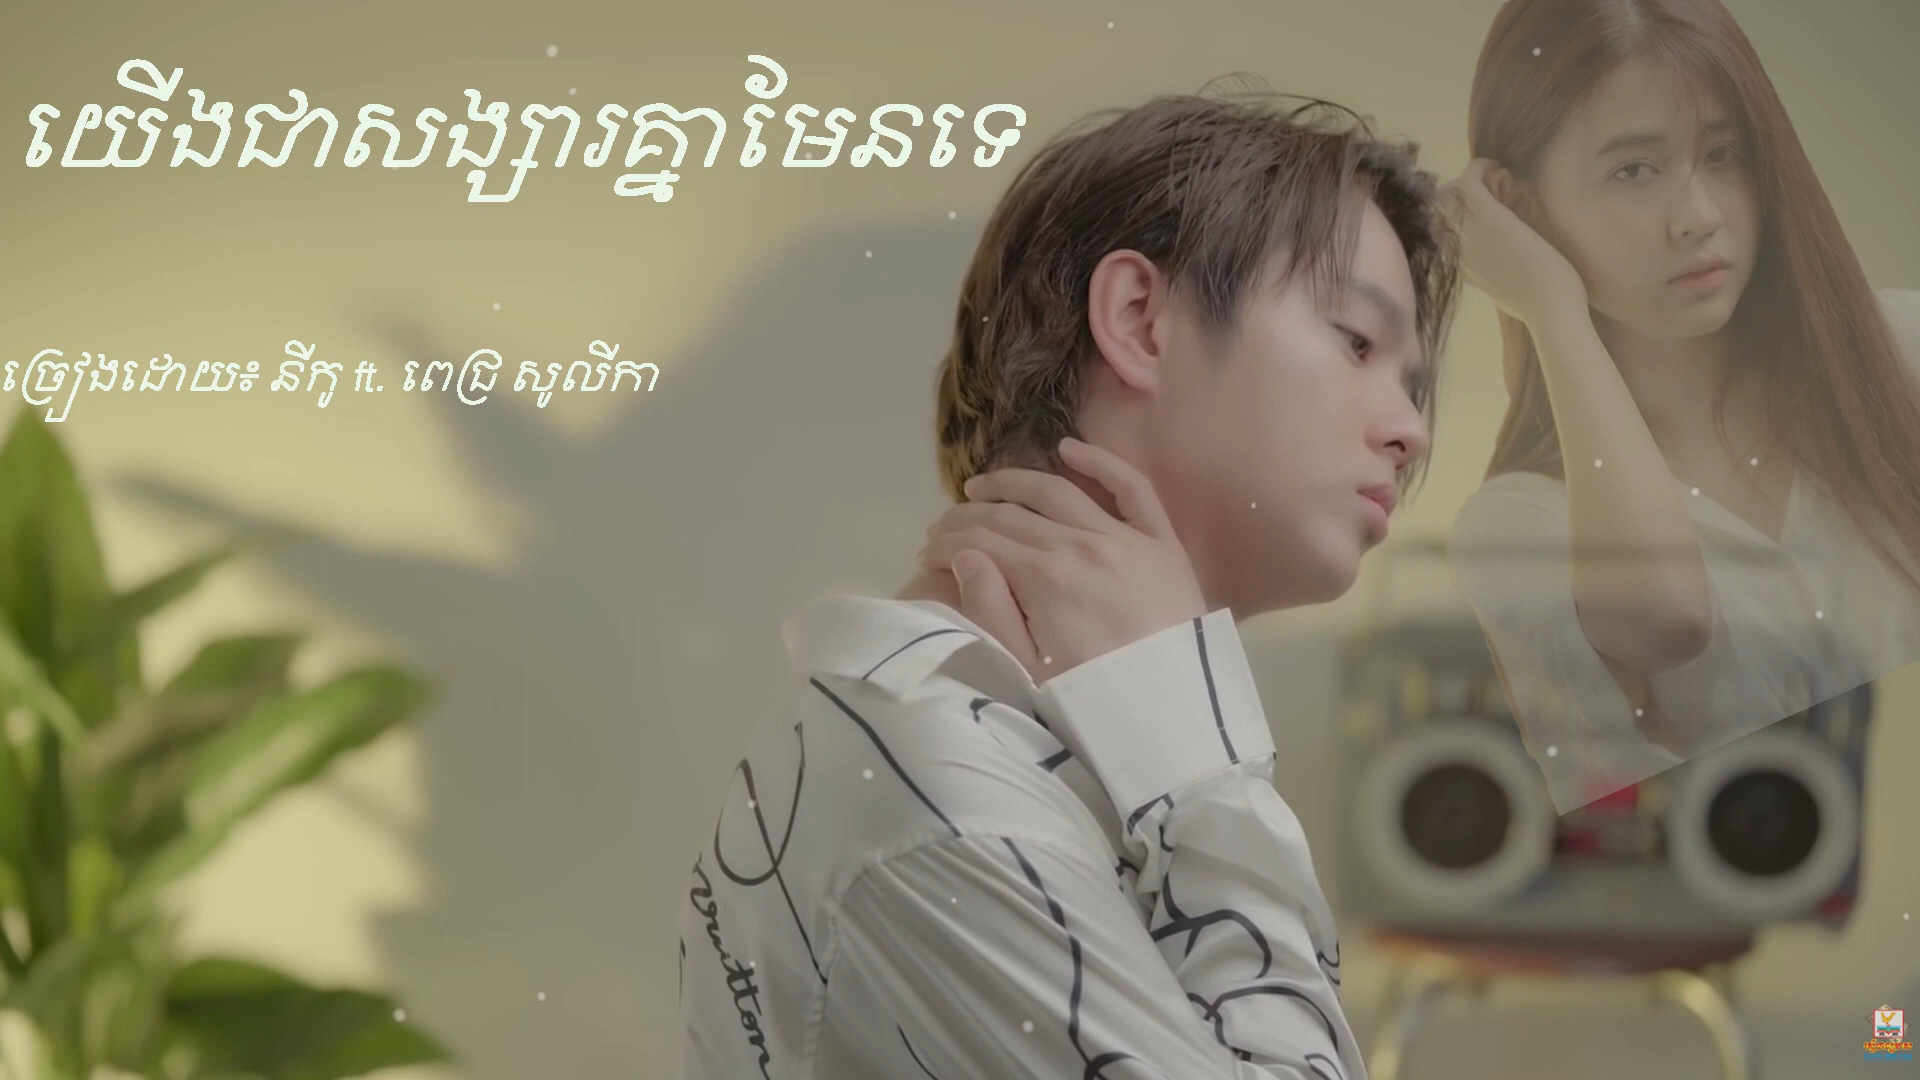 យើងជាសង្សារគ្នាមែនទេ
ច្រៀងដោយ៖ នីកូ ft. ពេជ្រ សូលីកា
vuitton